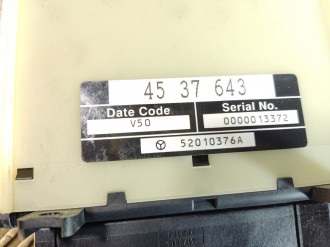 45 37 643
Date Code Serial No.
V50 0000013372
52010376A